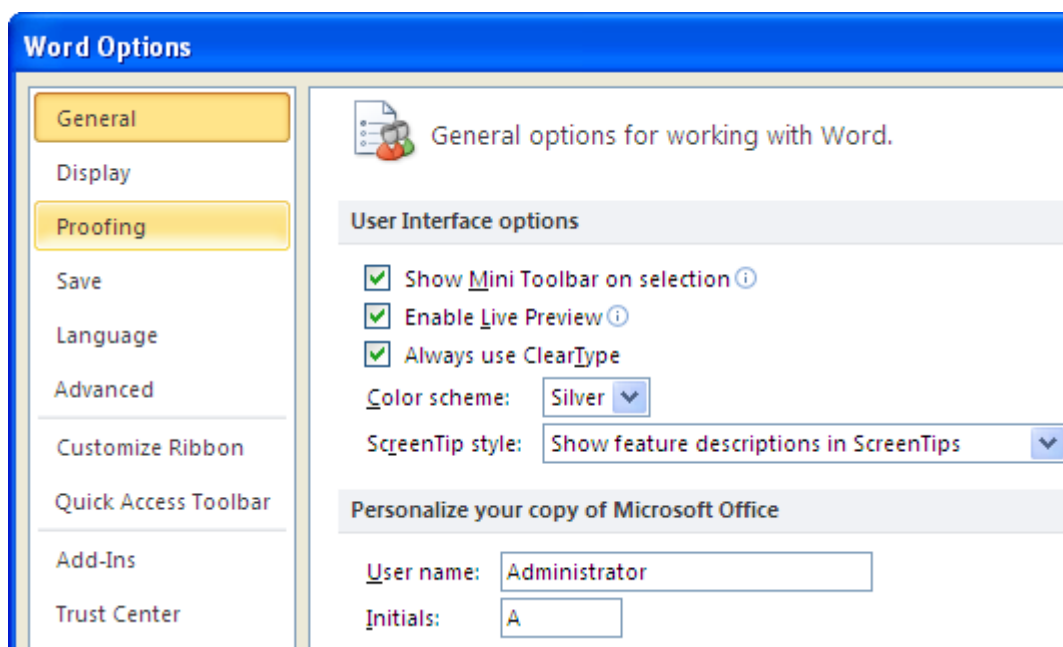 Word Options
General
Display
Proofing
Save
Language
Advanced
Customize Ribbon
Quick Access Toolbar
Add-Ins
Trust Center
General options for working with Word.
User Interface options
Show Mini Toolbar on selection
Enable Live Preview
Always use ClearType
Color scheme: Silver
ScreenTip style: Show feature descriptions in ScreenTips
Personalize your copy of Microsoft Office
User name: Administrator
Initials: A